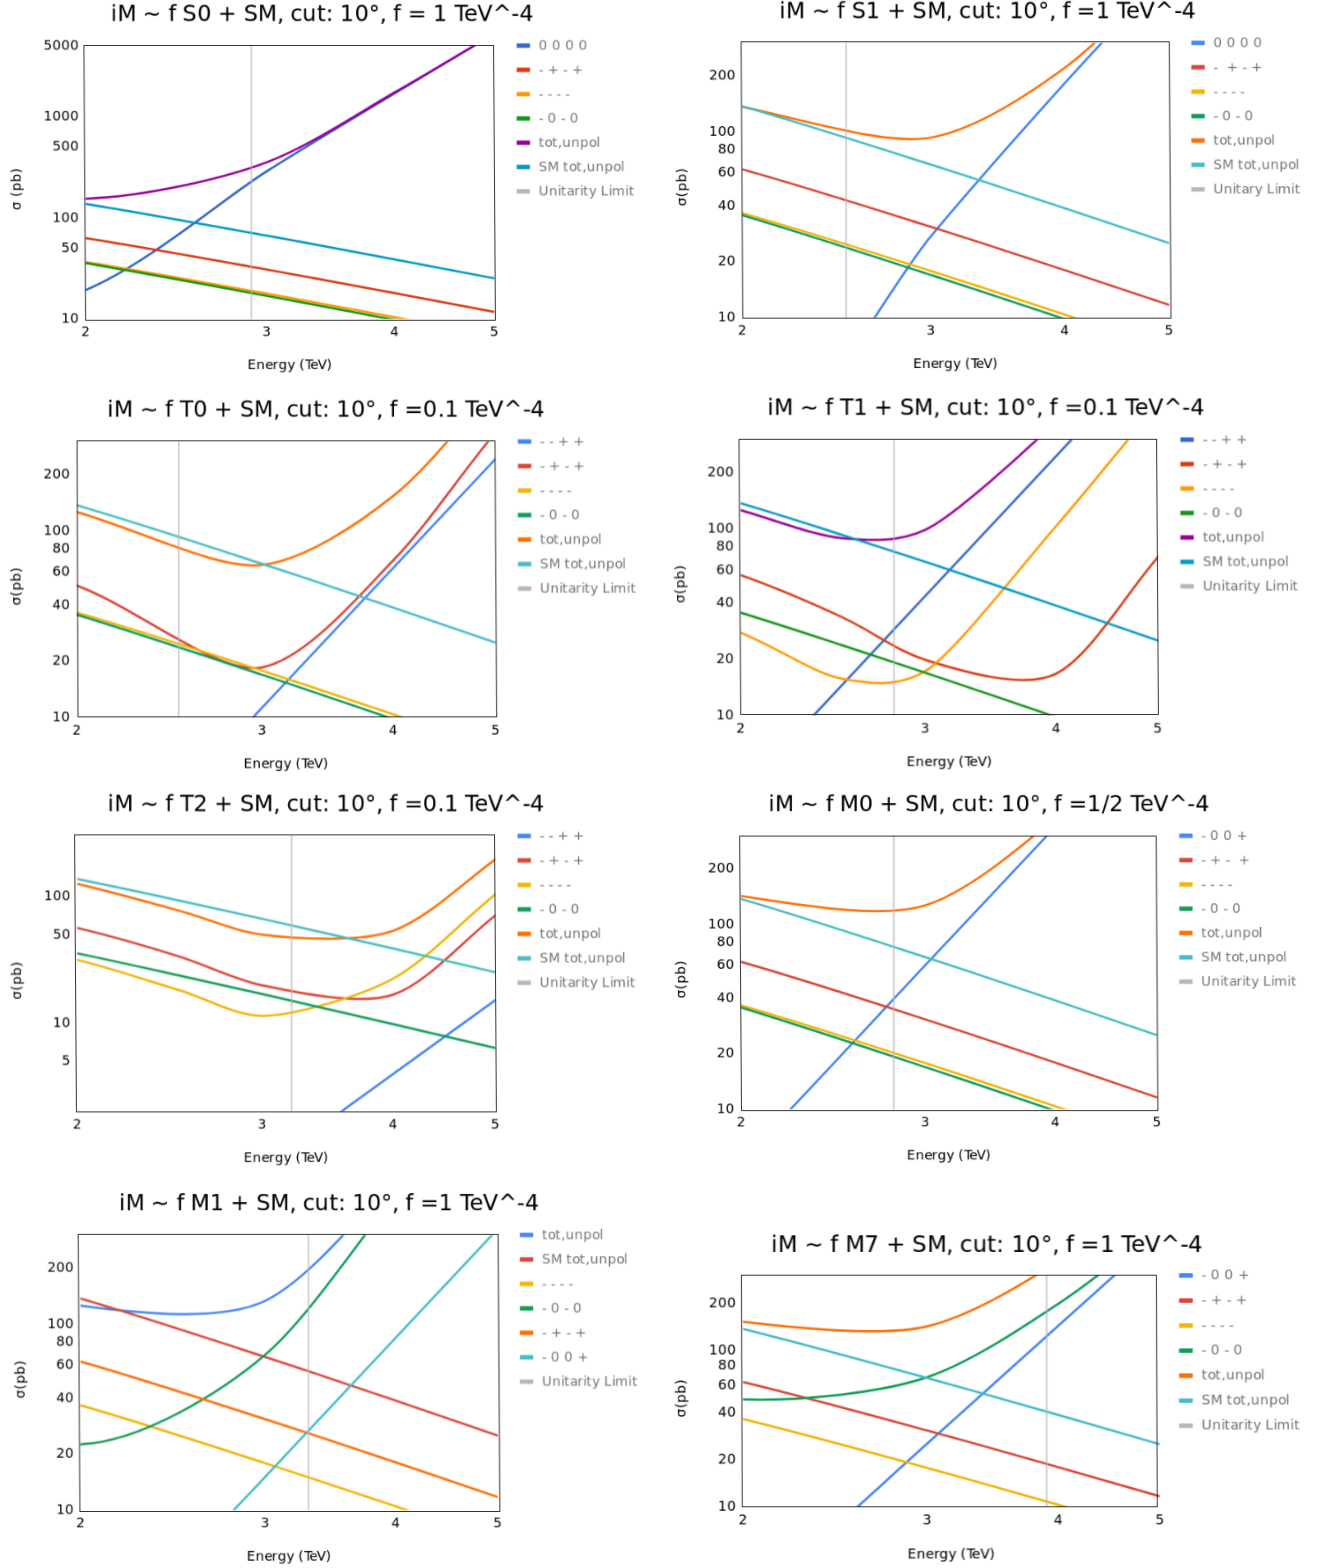 iM ~ f S0 + SM, cut: 10°, f = 1 TeV^-4
5000
1000
500
100
50
10
σ (pb)
2
3
4
5
Energy (TeV)
0 0 0 0
- + - +
- - - -
- 0 - 0
tot,unpol
SM tot,unpol
Unitarity Limit
iM ~ f S1 + SM, cut: 10°, f =1 TeV^-4
200
100
80
60
40
20
10
σ(pb)
2
3
4
5
Energy (TeV)
0 0 0 0
- + - +
- - - -
- 0 - 0
tot,unpol
SM tot,unpol
Unitary Limit
iM ~ f T0 + SM, cut: 10°, f =0.1 TeV^-4
200
100
80
60
40
20
10
σ(pb)
2
3
4
5
Energy (TeV)
- - + +
- + - +
- - - -
- 0 - 0
tot,unpol
SM tot,unpol
Unitarity Limit
iM ~ f T1 + SM, cut: 10°, f =0.1 TeV^-4
200
100
80
60
40
20
10
σ(pb)
2
3
4
5
Energy (TeV)
- - + +
- + - +
- - - -
- 0 - 0
tot,unpol
SM tot,unpol
Unitarity Limit
iM ~ f T2 + SM, cut: 10°, f =0.1 TeV^-4
100
50
10
5
σ(pb)
2
3
4
5
Energy (TeV)
- - + +
- + - +
- - - -
- 0 - 0
tot,unpol
SM tot,unpol
Unitarity Limit
iM ~ f M0 + SM, cut: 10°, f =1/2 TeV^-4
200
100
80
60
40
20
10
σ(pb)
2
3
4
5
Energy (TeV)
- 0 0 +
- + - +
- - - -
- 0 - 0
tot,unpol
SM tot,unpol
Unitarity Limit
iM ~ f M1 + SM, cut: 10°, f =1 TeV^-4
200
100
80
60
40
20
10
σ(pb)
2
3
4
5
Energy (TeV)
tot,unpol
SM tot,unpol
- - - -
- 0 - 0
- + - +
- 0 0 +
Unitarity Limit
iM ~ f M7 + SM, cut: 10°, f =1 TeV^-4
200
100
80
60
40
20
10
σ(pb)
2
3
4
5
Energy (TeV)
- 0 0 +
- + - +
- - - -
- 0 - 0
tot,unpol
SM tot,unpol
Unitarity Limit